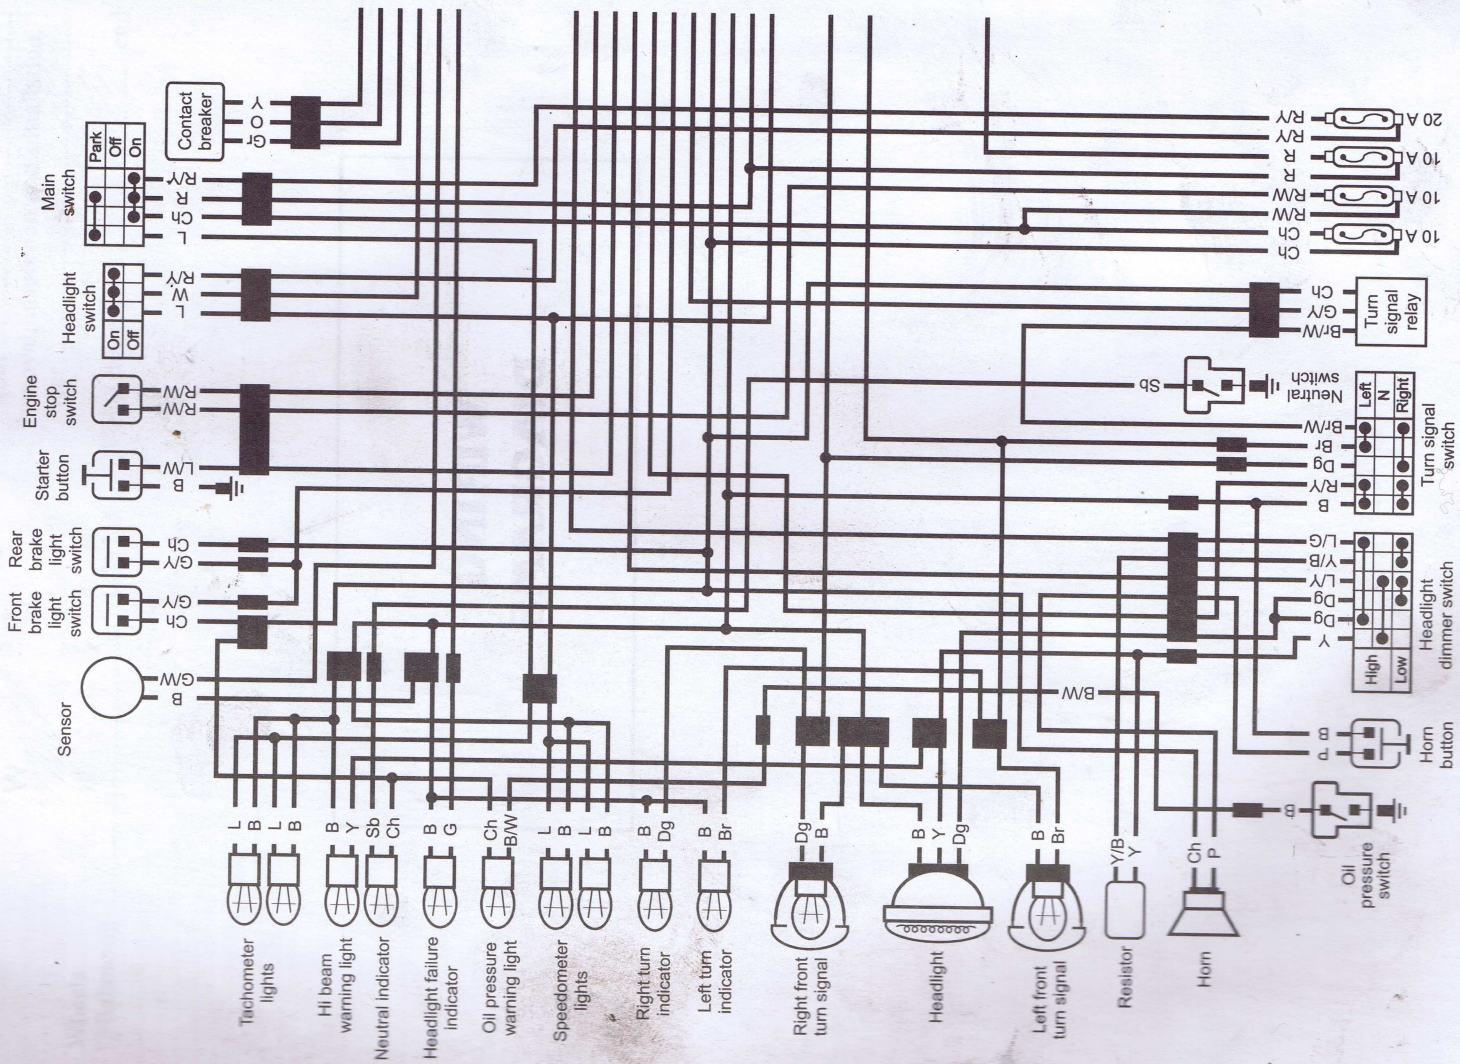 Contact
breaker
Y
O
Gr
Main
switch
Park
Off
On
R/Y
R
Ch
L
Headlight
switch
On
Off
R/Y
W
L
Engine
stop
switch
R/W
R/W
Starter
button
L/W
B
Rear
brake
light
switch
Ch
G/Y
Front
brake
light
switch
G/Y
Ch
Sensor
G/W
B
R/Y
R/Y
R
R
R/W
R/W
Ch
Ch
20 A
10 A
10 A
10 A
Ch
G/Y
Br/W
Turn
signal
relay
Sb
Neutral
switch
Br/W
Br
Dg
R/Y
B
Left
N
Right
Turn signal
switch
L/G
Y/B
L/Y
Dg
Dg
Y
High
Low
Headlight
dimmer switch
B/W
B
P
Horn
button
B
Oil
pressure
switch
L
B
L
B
B
Y
Sb
Ch
B
G
Ch
B/W
L
B
L
B
B
Dg
B
Br
Dg
B
B
Y
Dg
B
Br
Y/B
Y
Ch
P
Tachometer
lights
Hi beam
warning light
Neutral indicator
Headlight failure
indicator
Oil pressure
warning light
Speedometer
lights
Right turn
indicator
Left turn
indicator
Right front
turn signal
Headlight
Left front
turn signal
Resistor
Horn